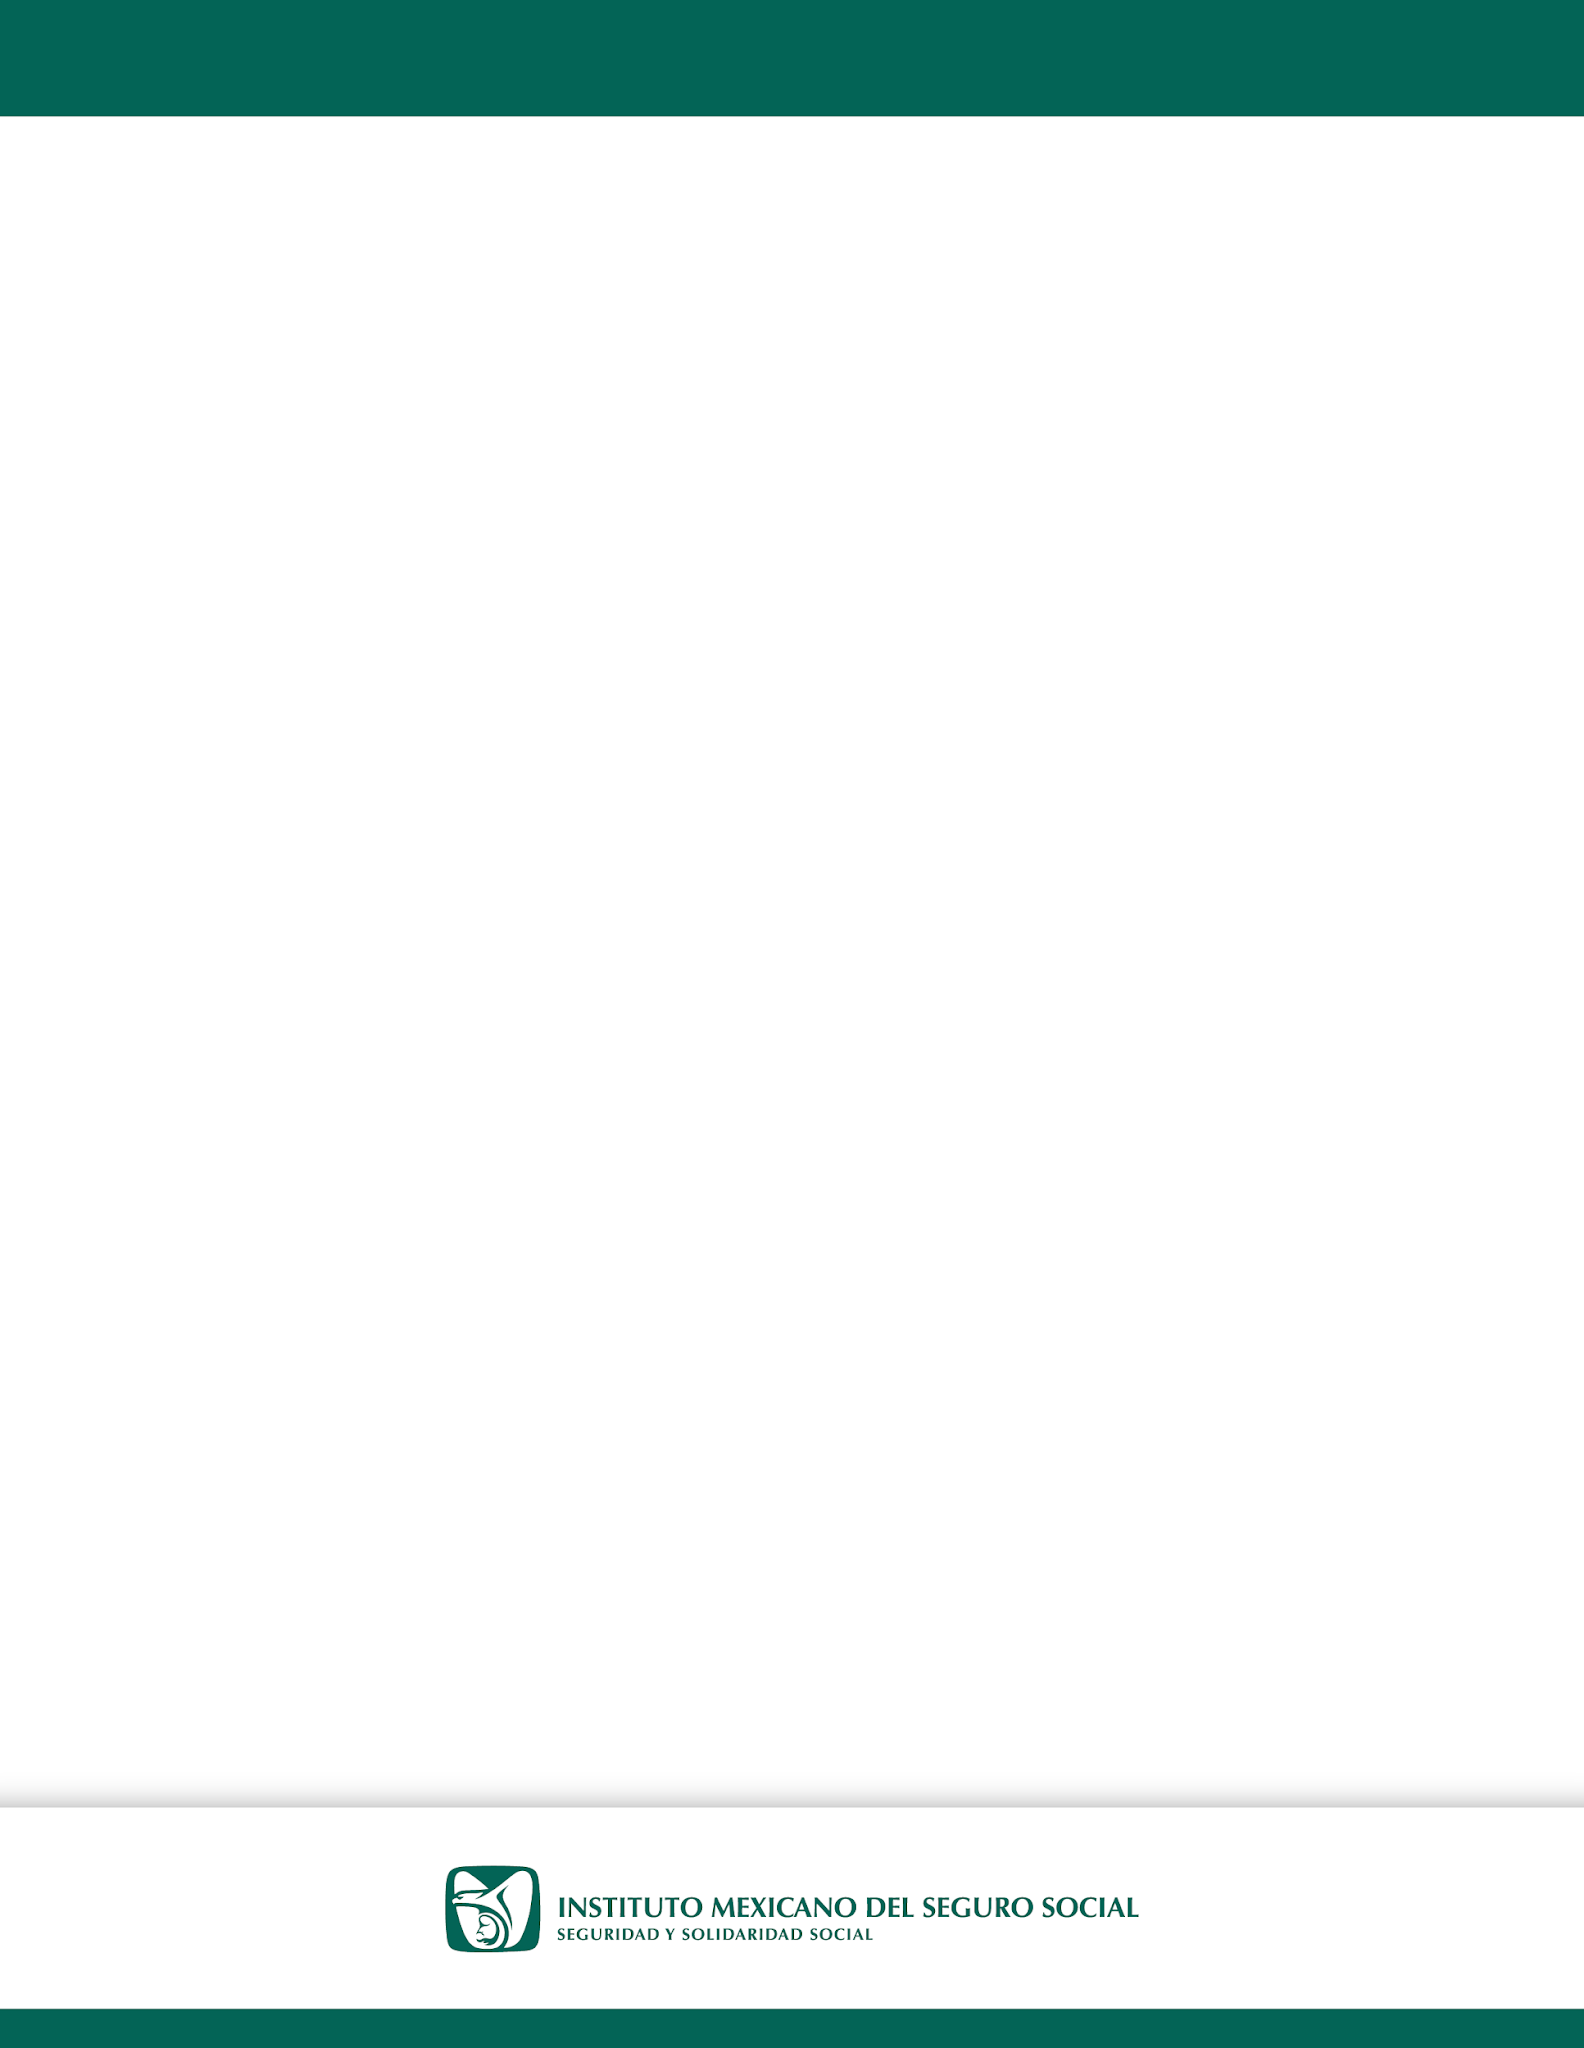 INSTITUTO MEXICANO DEL SEGURO SOCIAL
SEGURIDAD Y SOLIDARIDAD SOCIAL